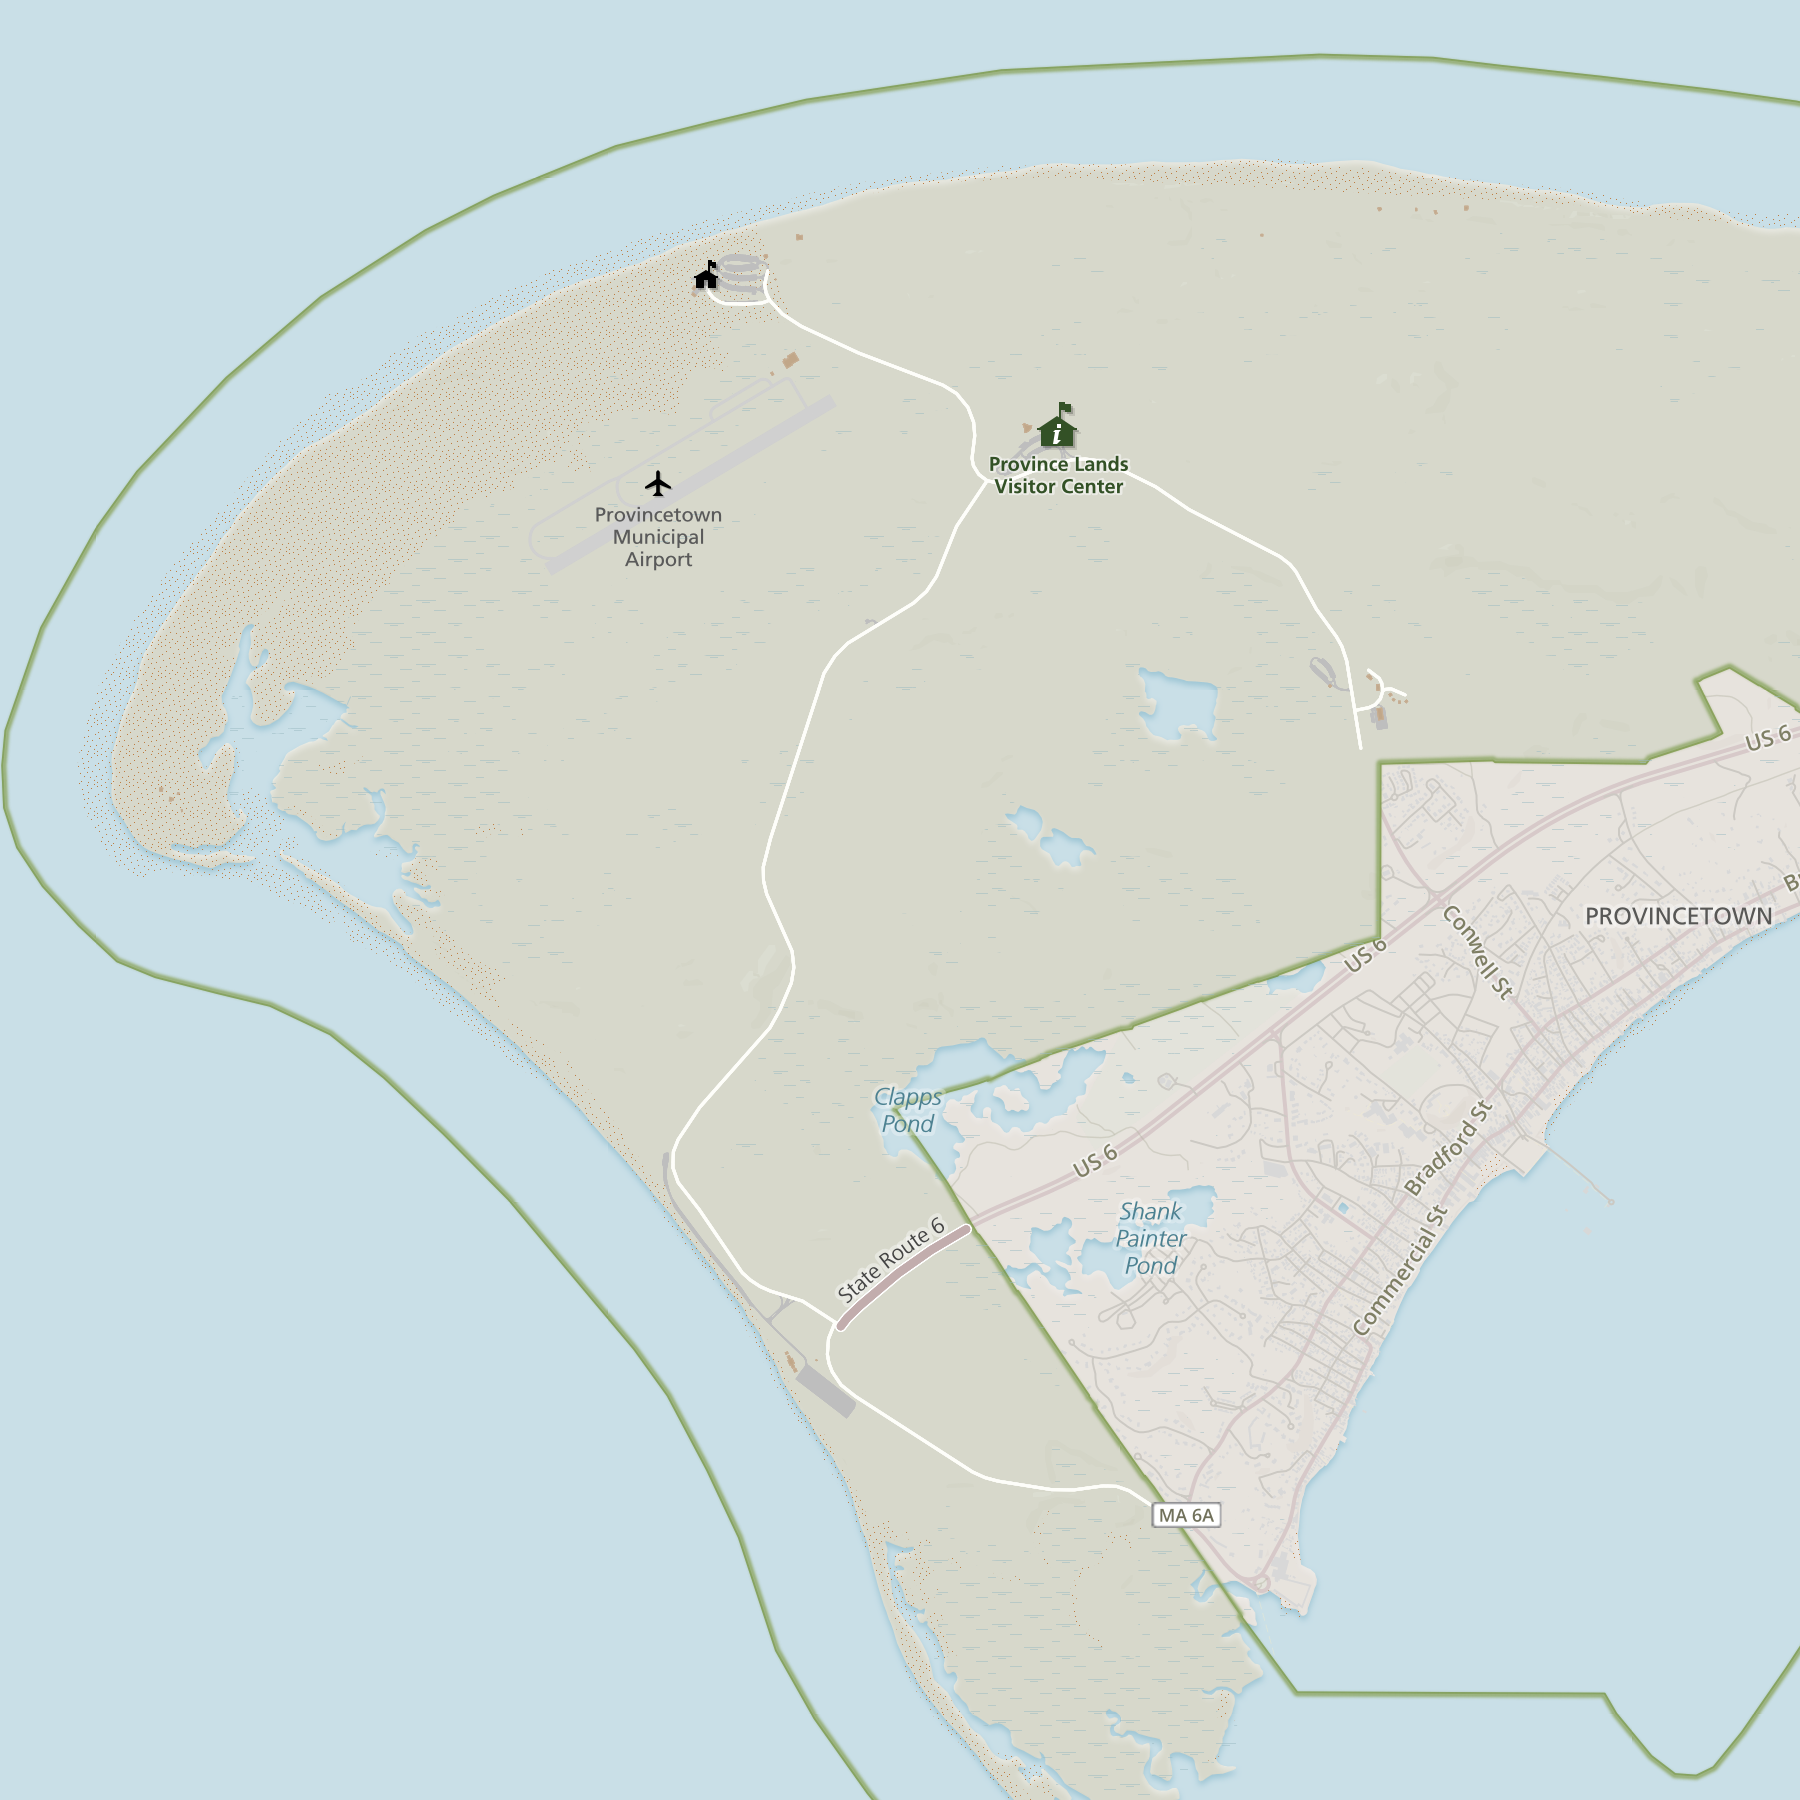 Province Lands
Visitor Center
Provincetown
Municipal
Airport
US 6
PROVINCETOWN
Conwell St
US 6
Clapps
Pond
US 6
Bradford St
Shank
Painter
Pond
State Route 6
Commercial St
MA 6A